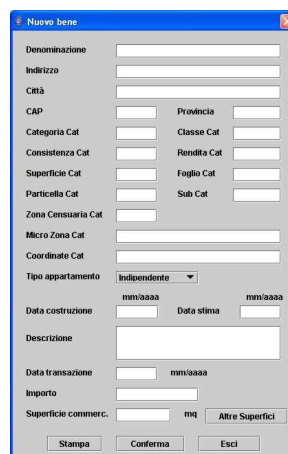 Nuovo bene
Denominazione
Indirizzo
Città
CAP Provincia
Categoria Cat Classe Cat
Consistenza Cat Rendita Cat
Superficie Cat Foglio Cat
Particella Cat Sub Cat
Zona Censuaria Cat
Micro Zona Cat
Coordinate Cat
Tipo appartamento Indipendente
mm/aaaa mm/aaaa
Data costruzione Data stima
Descrizione
Data transazione mm/aaaa
Importo
Superficie commerc. mq Altre Superfici
Stampa Conferma Esci